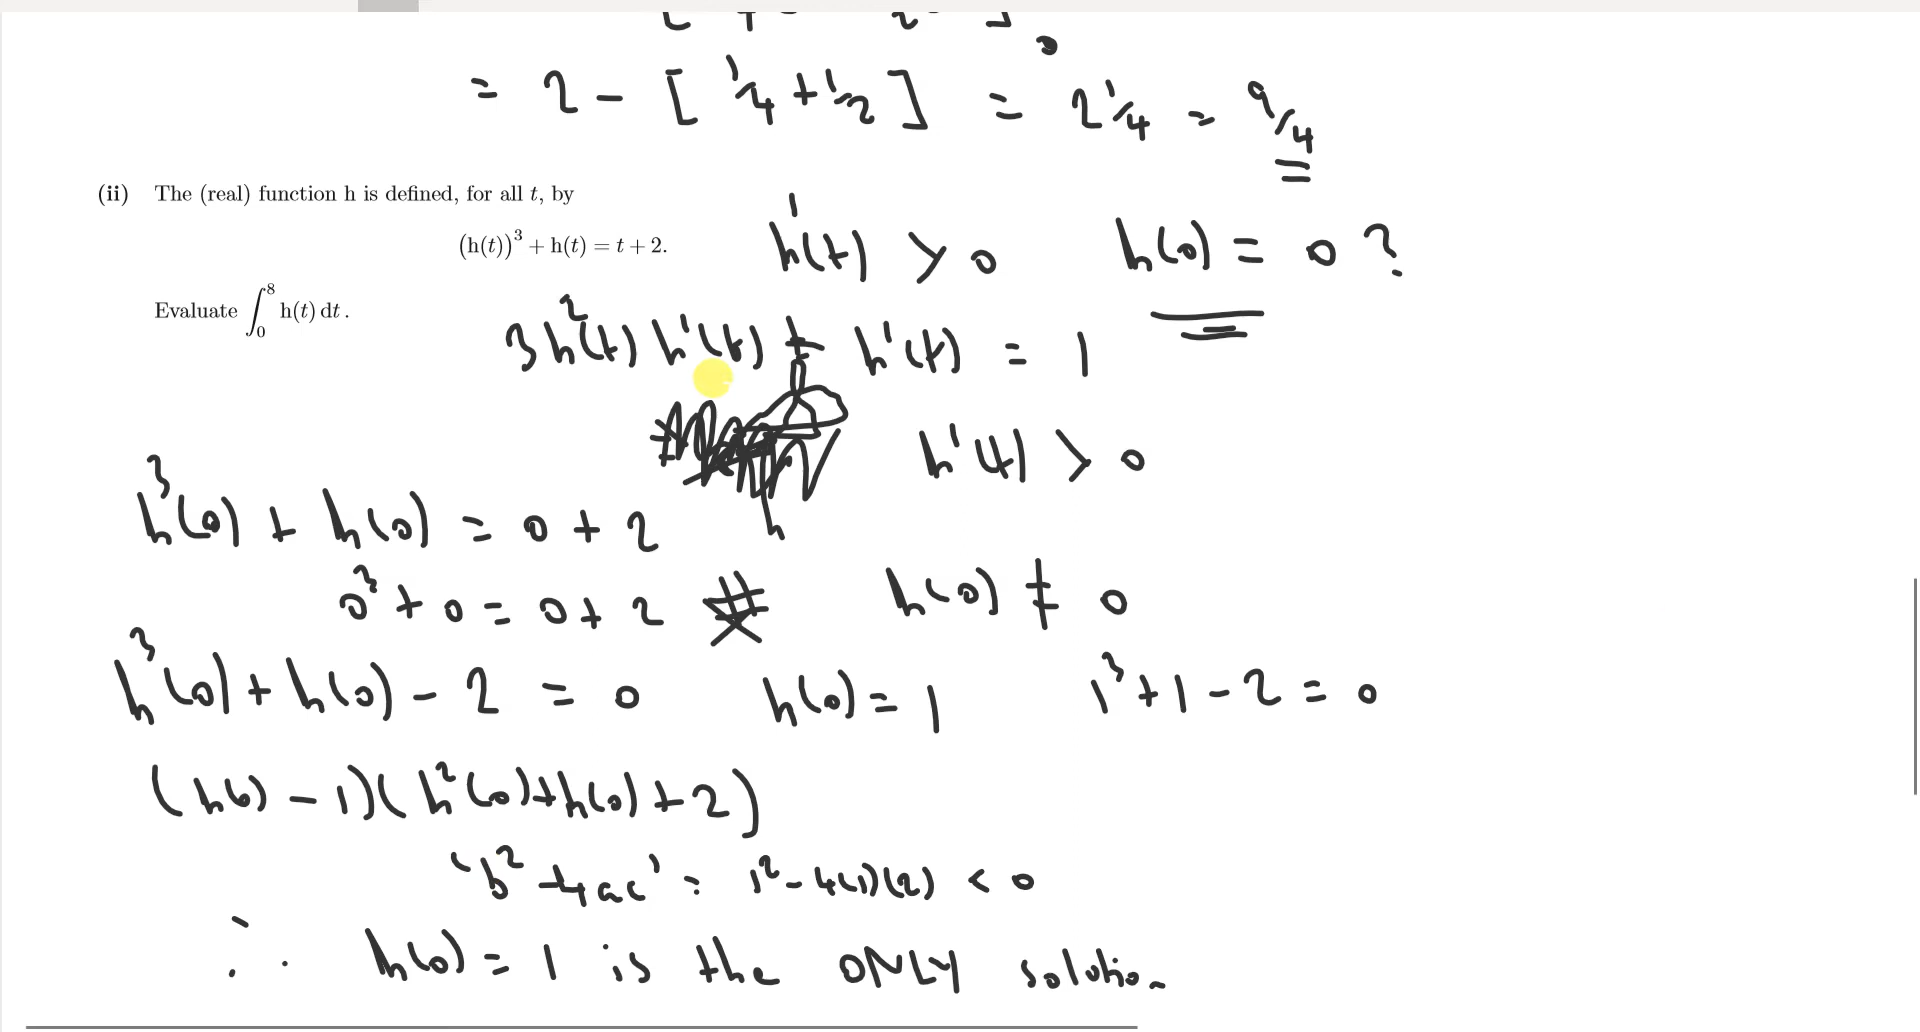 = 2 - [ 1/4 + 1/2 ] = 2 1/4 = 9/4
(ii) The (real) function h is defined, for all t, by
(h(t))³ + h(t) = t + 2.
h'(t) > 0 h(0) = 0 ?
Evaluate ∫₀⁸ h(t) dt .
3h²(t) h'(t) + h'(t) = 1
h'(t) > 0
h³(0) + h(0) = 0 + 2
0³ + 0 = 0 + 2 h(0) ≠ 0
h³(0) + h(0) - 2 = 0 h(0) = 1 1³ + 1 - 2 = 0
(h(0) - 1)(h²(0) + h(0) + 2)
'b² - 4ac' = 1² - 4(1)(2) < 0
∴ h(0) = 1 is the ONLY solution